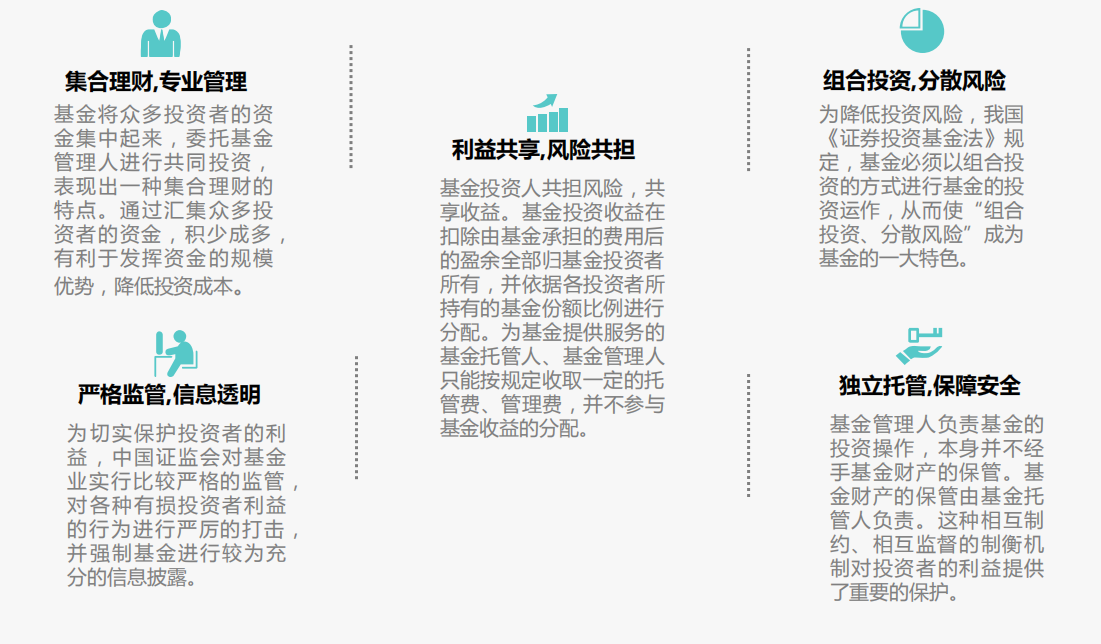 集合理财,专业管理
基金将众多投资者的资
金集中起来，委托基金
管理人进行共同投资，
表现出一种集合理财的
特点。通过汇集众多投
资者的资金，积少成多，
有利于发挥资金的规模
优势，降低投资成本。
严格监管,信息透明
为切实保护投资者的利
益，中国证监会对基金
业实行比较严格的监管，
对各种有损投资者利益
的行为进行严厉的打击，
并强制基金进行较为充
分的信息披露。
利益共享,风险共担
基金投资人共担风险，共
享收益。基金投资收益在
扣除由基金承担的费用后
的盈余全部归基金投资者
所有，并依据各投资者所
持有的基金份额比例进行
分配。为基金提供服务的
基金托管人、基金管理人
只能按规定收取一定的托
管费、管理费，并不参与
基金收益的分配。
组合投资,分散风险
为降低投资风险，我国
《证券投资基金法》规
定，基金必须以组合投
资的方式进行基金的投
资运作，从而使“组合
投资、分散风险”成为
基金的一大特色。
独立托管,保障安全
基金管理人负责基金的
投资操作，本身并不经
手基金财产的保管。基
金财产的保管由基金托
管人负责。这种相互制
约、相互监督的制衡机
制对投资者的利益提供
了重要的保护。